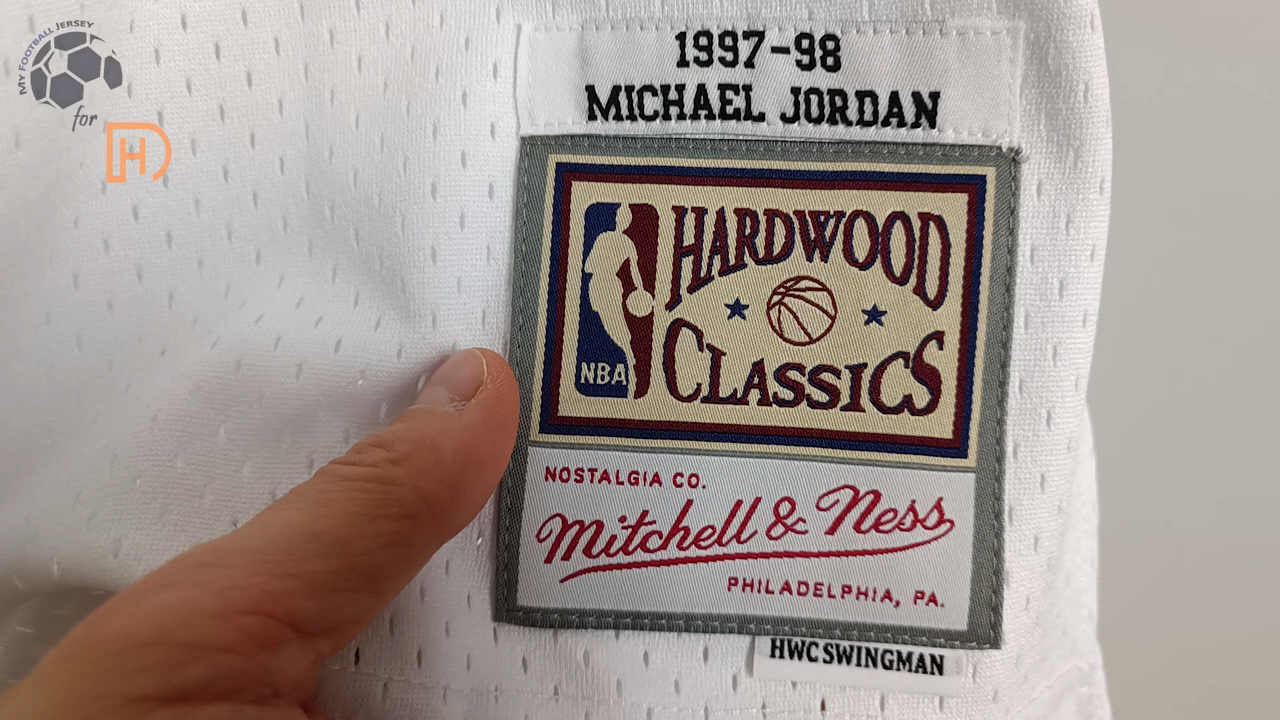 MY FOOTBALL JERSEY
for
1997-98
MICHAEL JORDAN
HARDWOOD
CLASSICS
NBA
NOSTALGIA CO.
Mitchell & Ness
PHILADELPHIA, PA.
HWC SWINGMAN